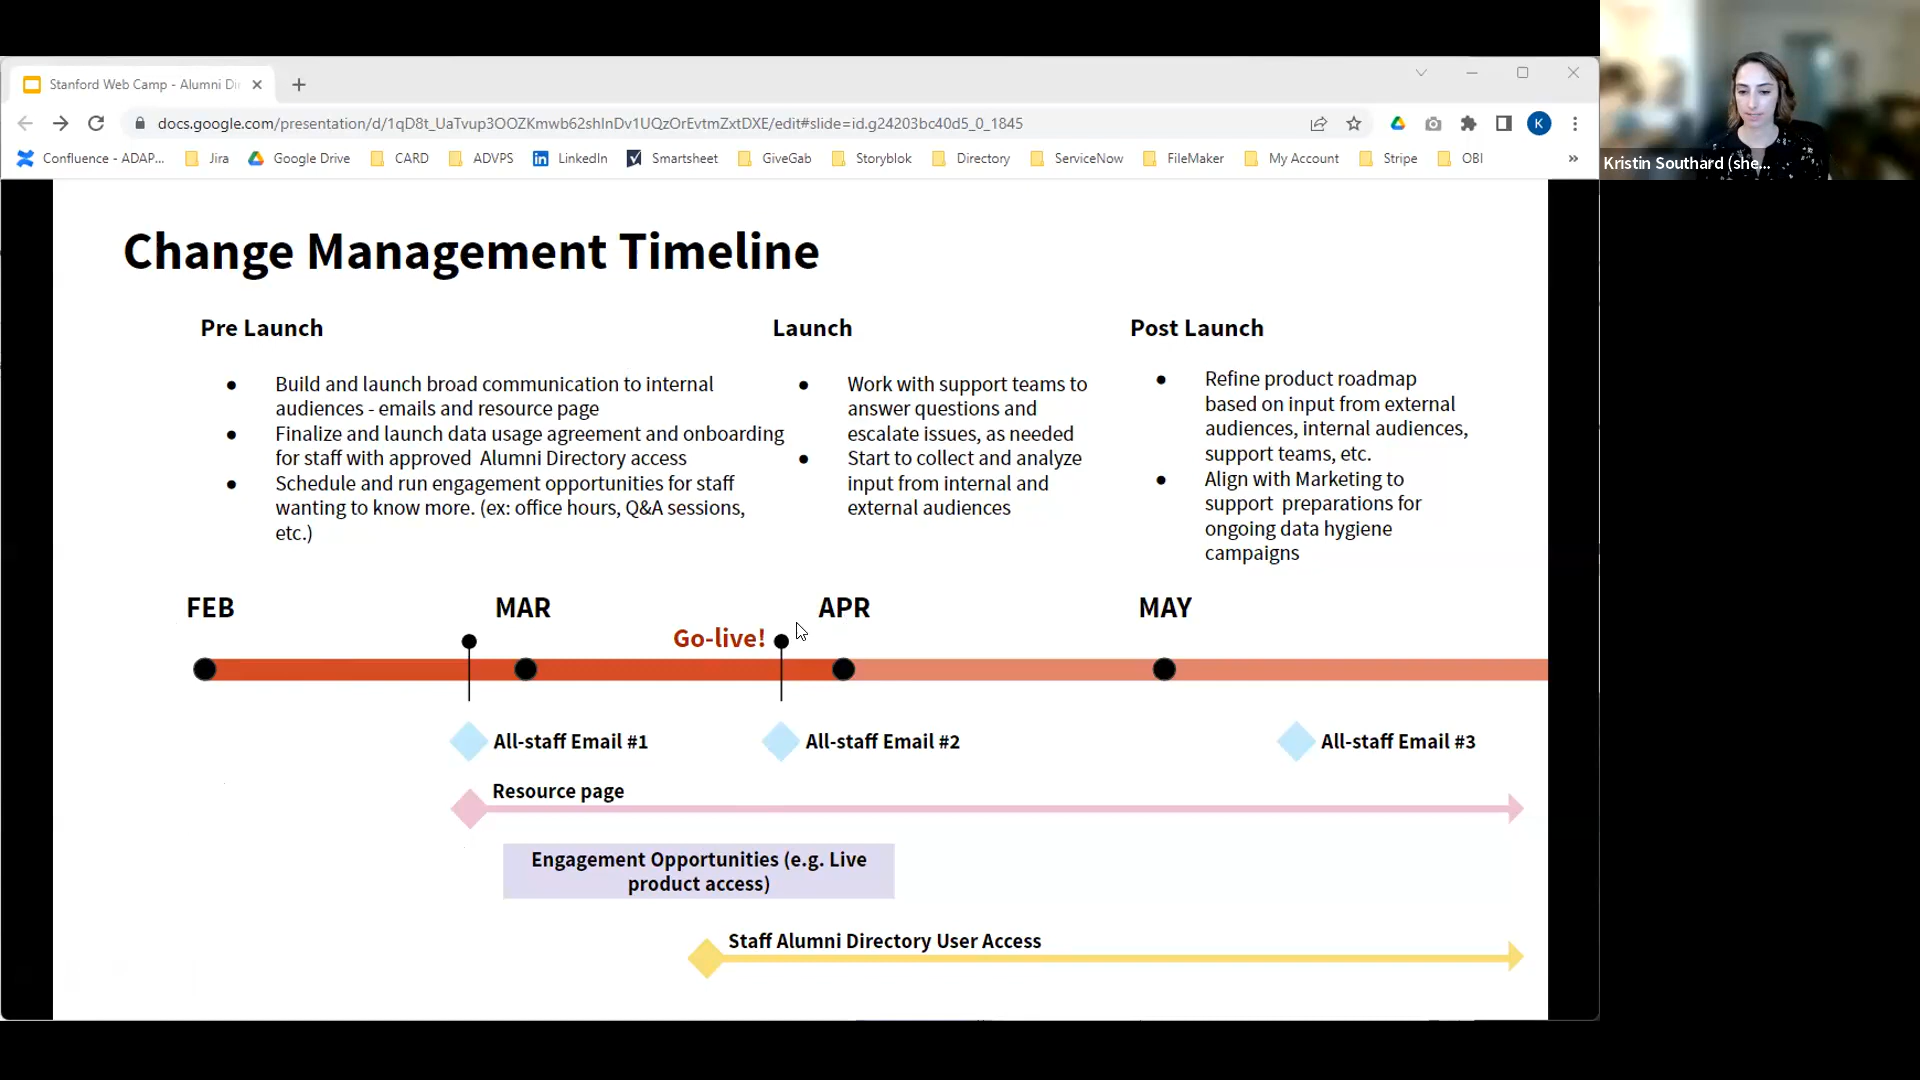 Stanford Web Camp - Alumni Di
docs.google.com/presentation/d/1qD8t_UaTvup3OOZKmwb62shInDv1UQzOrEvtmZxtDXE/edit#slide=id.g24203bc40d5_0_1845
K
Confluence - ADAP... Jira Google Drive CARD ADVPS LinkedIn Smartsheet GiveGab Storyblok Directory ServiceNow FileMaker My Account Stripe OBI »
Kristin Southard (she...
Change Management Timeline
Pre Launch
● Build and launch broad communication to internal
audiences - emails and resource page
● Finalize and launch data usage agreement and onboarding
for staff with approved Alumni Directory access
● Schedule and run engagement opportunities for staff
wanting to know more. (ex: office hours, Q&A sessions,
etc.)
Launch
● Work with support teams to
answer questions and
escalate issues, as needed
● Start to collect and analyze
input from internal and
external audiences
Post Launch
● Refine product roadmap
based on input from external
audiences, internal audiences,
support teams, etc.
● Align with Marketing to
support preparations for
ongoing data hygiene
campaigns
FEB MAR APR MAY
Go-live!
All-staff Email #1 All-staff Email #2 All-staff Email #3
Resource page
Engagement Opportunities (e.g. Live
product access)
Staff Alumni Directory User Access